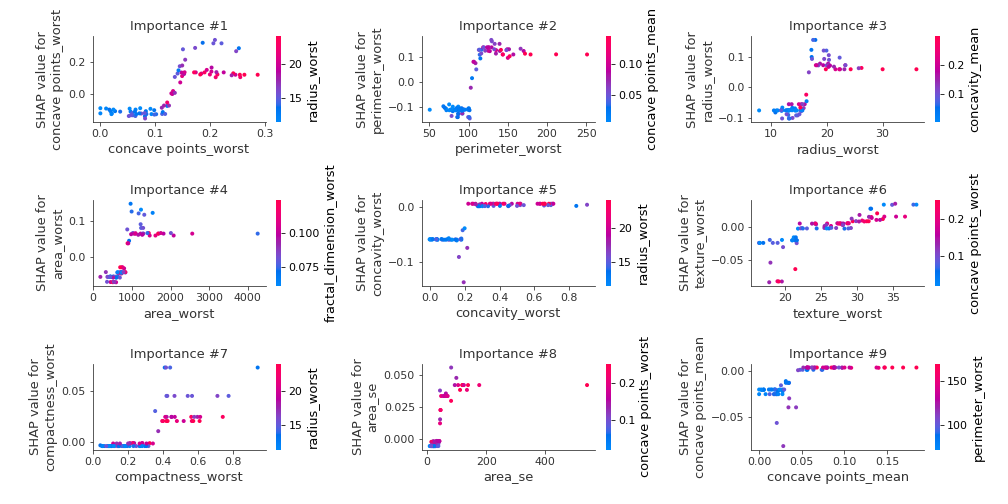 Importance #1
SHAP value for
concave points_worst
0.2
0.0
0.0
0.1
0.2
0.3
concave points_worst
20
15
radius_worst
Importance #2
SHAP value for
perimeter_worst
0.1
0.0
−0.1
50
100
150
200
250
perimeter_worst
0.10
0.05
concave points_mean
Importance #3
SHAP value for
radius_worst
0.1
0.0
−0.1
10
20
30
radius_worst
0.2
0.1
concavity_mean
Importance #4
SHAP value for
area_worst
0.1
0.0
0
1000
2000
3000
4000
area_worst
0.100
0.075
fractal_dimension_worst
Importance #5
SHAP value for
concavity_worst
0.0
−0.1
0.0
0.2
0.4
0.6
0.8
concavity_worst
20
15
radius_worst
Importance #6
SHAP value for
texture_worst
0.00
−0.05
20
25
30
35
texture_worst
0.2
0.1
concave points_worst
Importance #7
SHAP value for
compactness_worst
0.05
0.00
0.0
0.2
0.4
0.6
0.8
compactness_worst
20
15
radius_worst
Importance #8
SHAP value for
area_se
0.050
0.025
0.000
0
200
400
area_se
0.2
0.1
concave points_worst
Importance #9
SHAP value for
concave points_mean
0.00
−0.05
0.00
0.05
0.10
0.15
concave points_mean
150
100
perimeter_worst